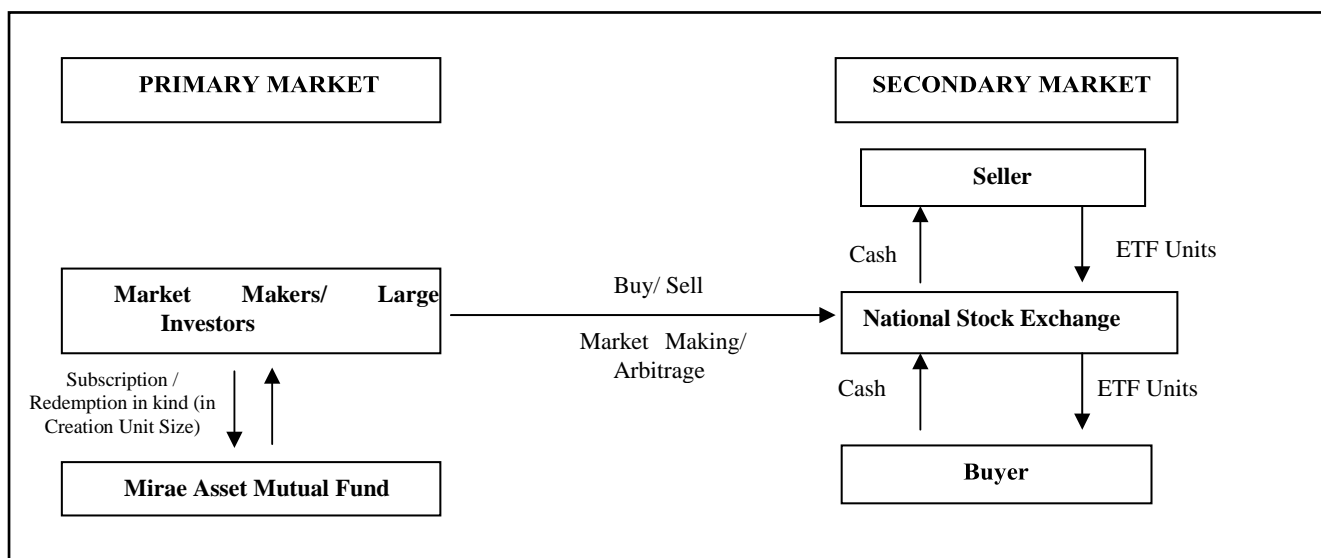 PRIMARY MARKET
SECONDARY MARKET
Seller
Cash
ETF Units
Market Makers/ Large
Investors
Buy/ Sell
Market Making/
Arbitrage
National Stock Exchange
Subscription /
Redemption in kind (in
Creation Unit Size)
Cash
ETF Units
Mirae Asset Mutual Fund
Buyer